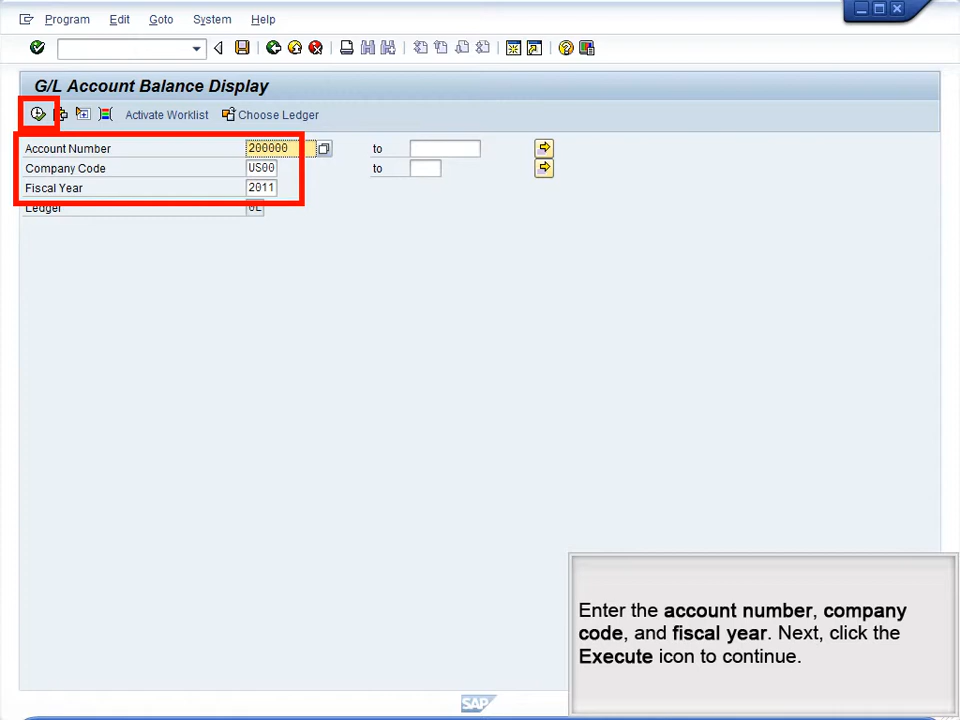 Program Edit Goto System Help
G/L Account Balance Display
Activate Worklist Choose Ledger
Account Number 200000 to
Company Code US00 to
Fiscal Year 2011
Ledger 0L
Enter the account number, company
code, and fiscal year. Next, click the
Execute icon to continue.
SAP